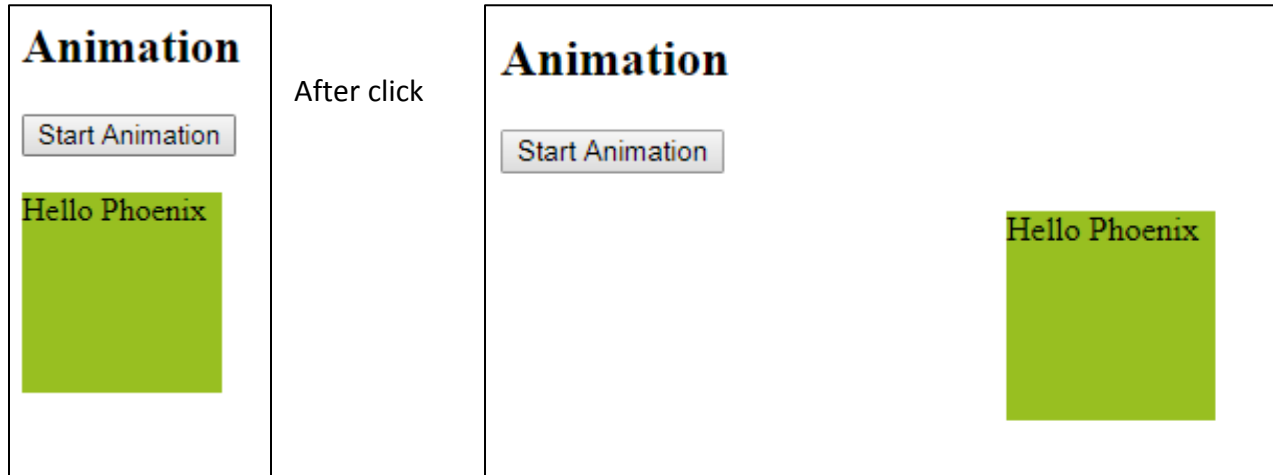 Animation
Start Animation
Hello Phoenix
After click
Animation
Start Animation
Hello Phoenix